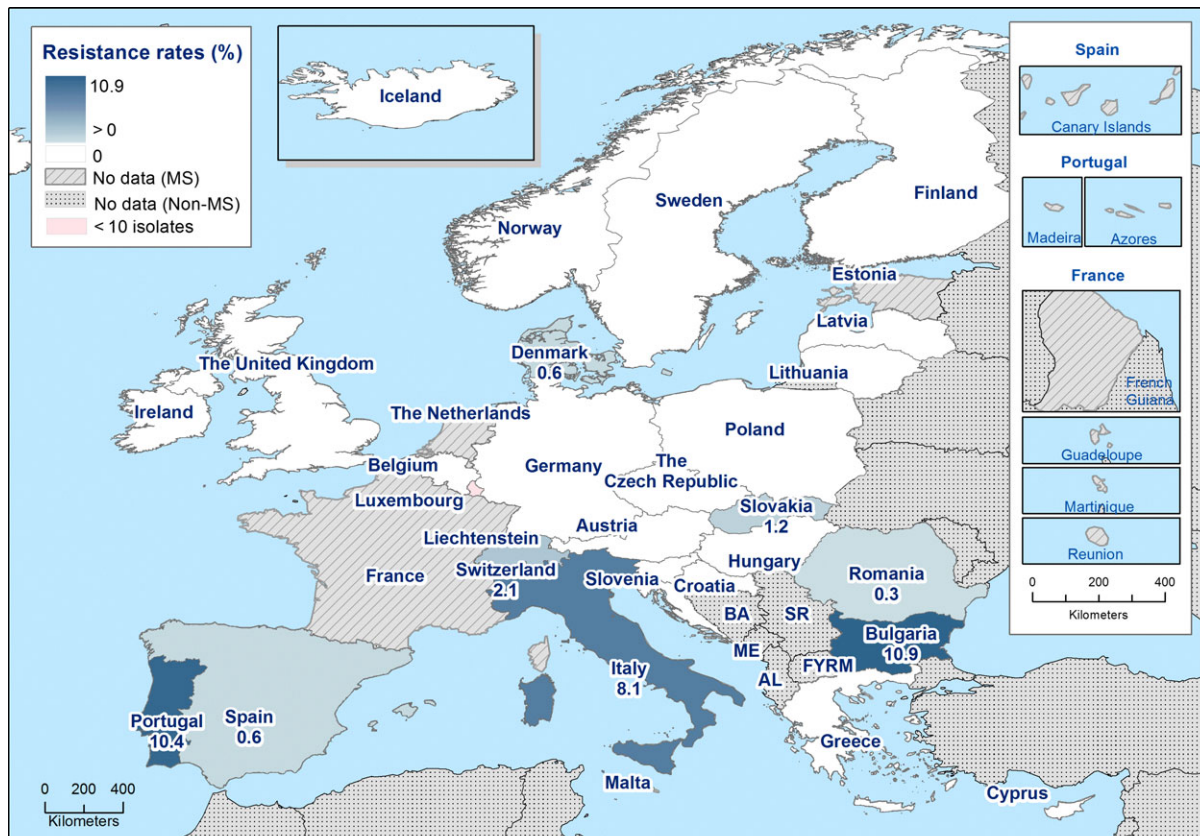 Resistance rates (%)
10.9
> 0
0
No data (MS)
No data (Non-MS)
< 10 isolates
Iceland
Spain
Canary Islands
Portugal
Madeira
Azores
France
French
Guiana
Guadeloupe
Martinique
Reunion
0 200 400
Kilometers
Finland
Sweden
Norway
Estonia
Latvia
Lithuania
Denmark
0.6
The United Kingdom
Ireland
The Netherlands
Poland
Belgium
Germany
The
Czech Republic
Luxembourg
Slovakia
1.2
Austria
Liechtenstein
Hungary
Switzerland
2.1
Slovenia
Croatia
France
Romania
0.3
BA
SR
Bulgaria
10.9
ME
FYRM
AL
Italy
8.1
Portugal
10.4
Spain
0.6
Greece
Malta
Cyprus
0 200 400
Kilometers